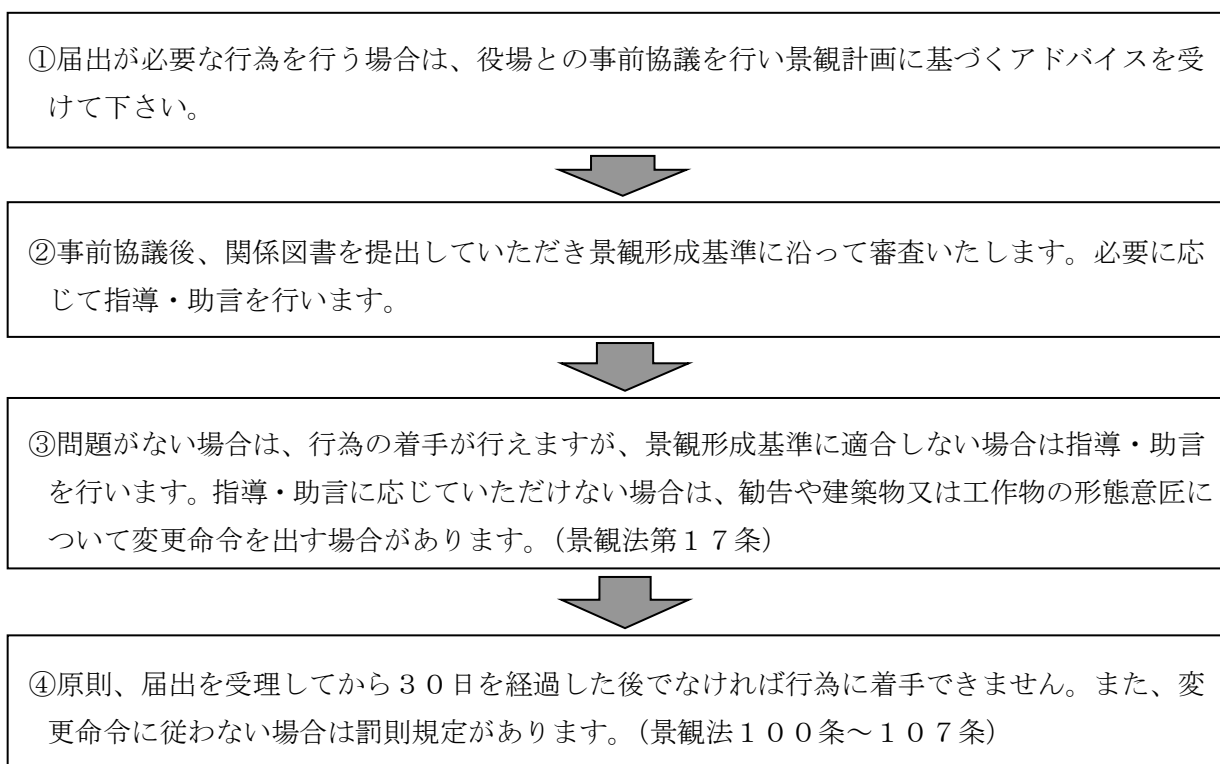 ①届出が必要な行為を行う場合は、役場との事前協議を行い景観計画に基づくアドバイスを受
けて下さい。
②事前協議後、関係図書を提出していただき景観形成基準に沿って審査いたします。必要に応
じて指導・助言を行います。
③問題がない場合は、行為の着手が行えますが、景観形成基準に適合しない場合は指導・助言
を行います。指導・助言に応じていただけない場合は、勧告や建築物又は工作物の形態意匠に
ついて変更命令を出す場合があります。（景観法第１７条）
④原則、届出を受理してから３０日を経過した後でなければ行為に着手できません。また、変
更命令に従わない場合は罰則規定があります。（景観法１００条～１０７条）